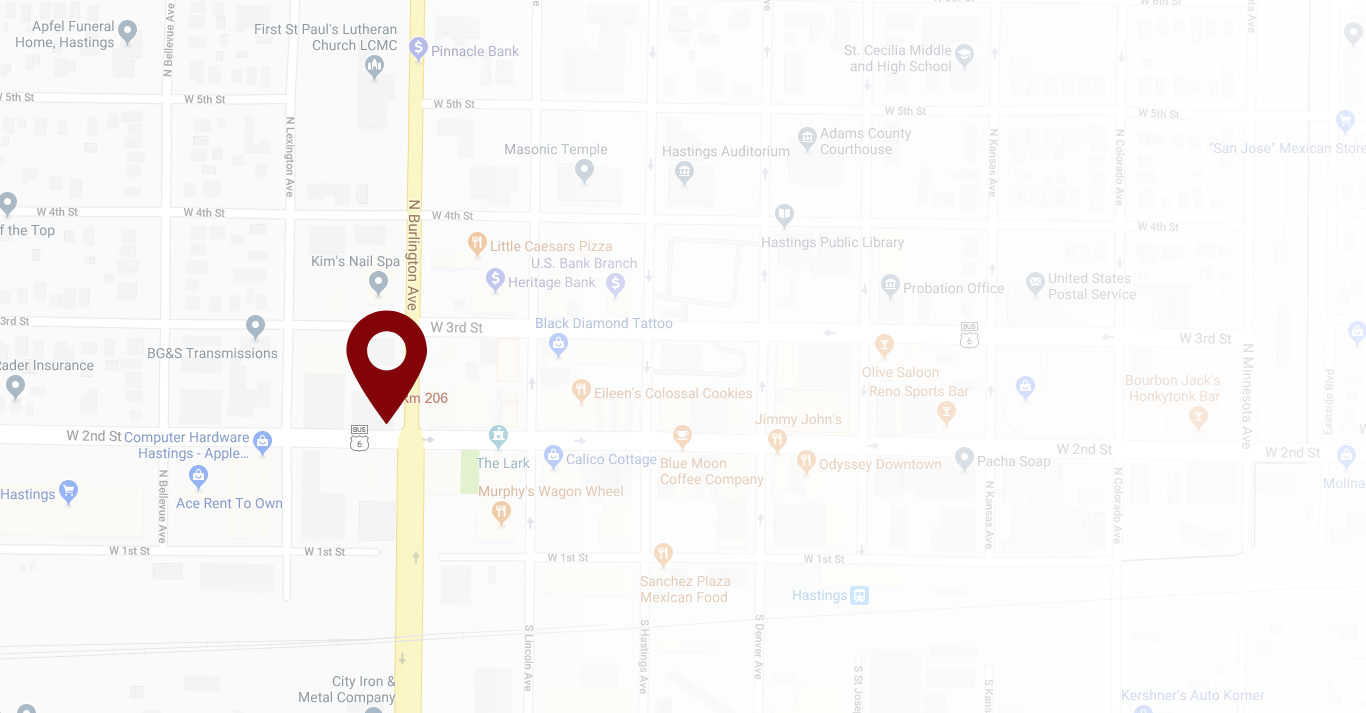 W 6th St
Apfel Funeral
Home, Hastings
N Bellevue Ave
First St Paul's Lutheran
Church LCMC
Pinnacle Bank
St. Cecilia Middle
and High School
W 5th St
W 5th St
W 5th St
W 5th St
W 5th St
N Lexington Ave
Masonic Temple
Hastings Auditorium
Adams County
Courthouse
N Kansas Ave
N Colorado Ave
"San Jose" Mexican Store
W 4th St
W 4th St
W 4th St
W 4th St
f the Top
N Burlington Ave
Little Caesars Pizza
Hastings Public Library
Kim's Nail Spa
U.S. Bank Branch
Heritage Bank
Probation Office
United States
Postal Service
3rd St
W 3rd St
Black Diamond Tattoo
BUS
6
W 3rd St
BG&S Transmissions
Rader Insurance
Olive Saloon
Reno Sports Bar
Bourbon Jack's
Honkytonk Bar
N Minnesota Ave
Eastside Blvd
Eileen's Colossal Cookies
Rm 206
Jimmy John's
W 2nd St
Computer Hardware
Hastings - Apple...
BUS
6
The Lark
Calico Cottage
Blue Moon
Coffee Company
Odyssey Downtown
Pacha Soap
W 2nd St
W 2nd St
Molina
Hastings
N Bellevue Ave
Ace Rent To Own
Murphy's Wagon Wheel
N Kansas Ave
N Colorado Ave
W 1st St
W 1st St
W 1st St
W 1st St
Sanchez Plaza
Mexican Food
Hastings
S Lincoln Ave
S Hastings Ave
S Denver Ave
S St. Josep
S Kans
City Iron &
Metal Company
Kershner's Auto Korner